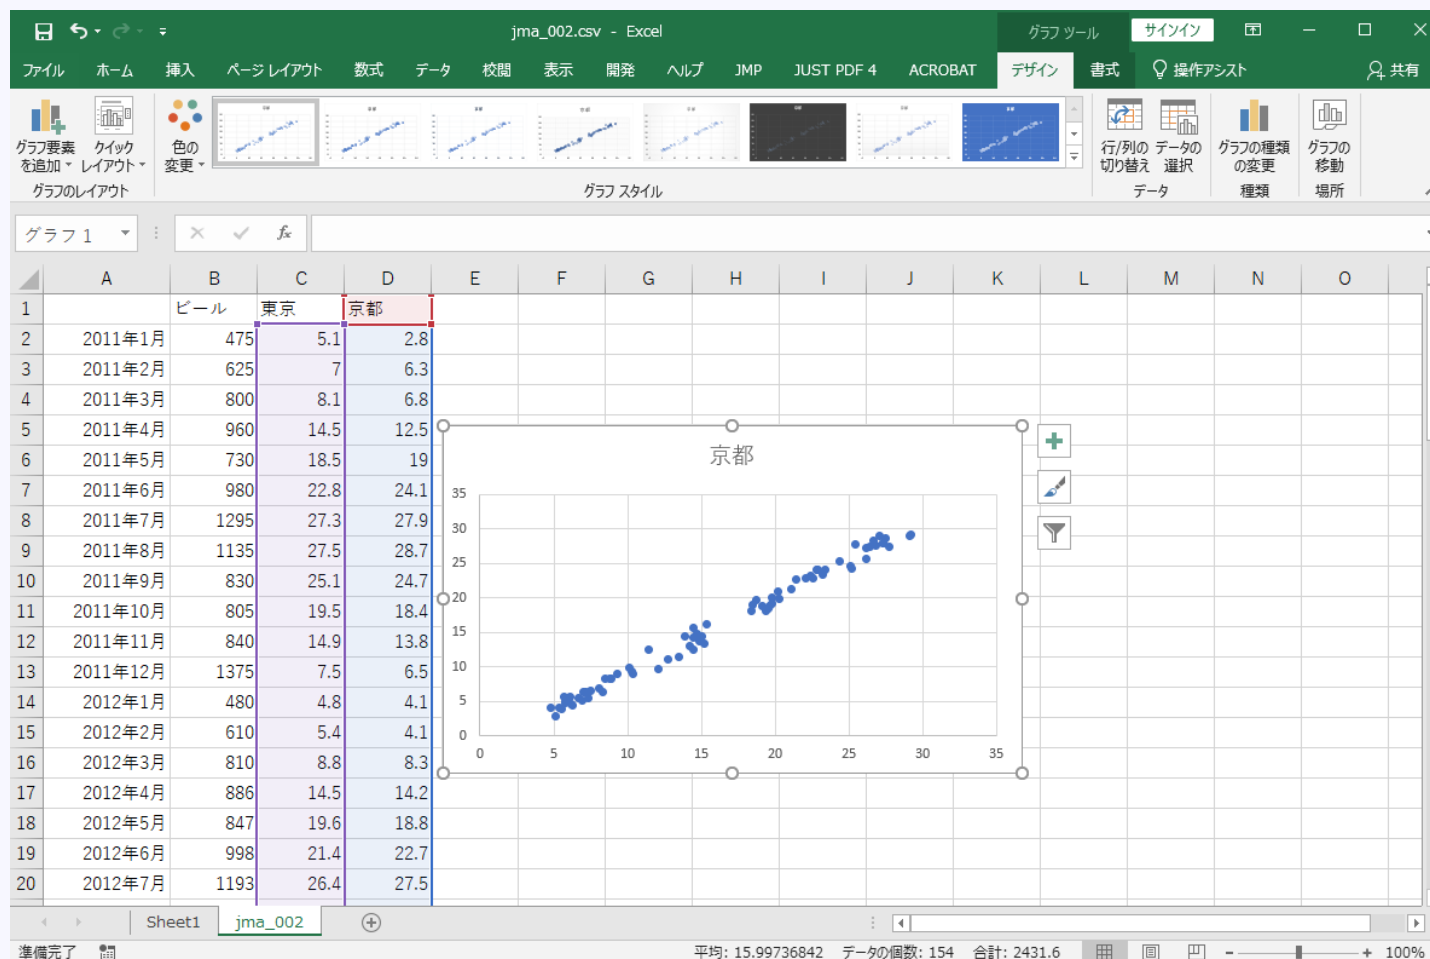 jma_002.csv - Excel
グラフ ツール
サインイン
ファイル ホーム 挿入 ページ レイアウト 数式 データ 校閲 表示 開発 ヘルプ JMP JUST PDF 4 ACROBAT デザイン 書式 操作アシスト 共有
グラフ要素を追加
クイックレイアウト
色の変更
行/列の切り替え
データの選択
グラフの種類の変更
グラフの移動
グラフのレイアウト グラフ スタイル データ 種類 場所
グラフ 1 fx
A B C D E F G H I J K L M N O
1 ビール 東京 京都
2 2011年1月 475 5.1 2.8
3 2011年2月 625 7 6.3
4 2011年3月 800 8.1 6.8
5 2011年4月 960 14.5 12.5
6 2011年5月 730 18.5 19
7 2011年6月 980 22.8 24.1
8 2011年7月 1295 27.3 27.9
9 2011年8月 1135 27.5 28.7
10 2011年9月 830 25.1 24.7
11 2011年10月 805 19.5 18.4
12 2011年11月 840 14.9 13.8
13 2011年12月 1375 7.5 6.5
14 2012年1月 480 4.8 4.1
15 2012年2月 610 5.4 4.1
16 2012年3月 810 8.8 8.3
17 2012年4月 886 14.5 14.2
18 2012年5月 847 19.6 18.8
19 2012年6月 998 21.4 22.7
20 2012年7月 1193 26.4 27.5
京都
35
30
25
20
15
10
5
0
0 5 10 15 20 25 30 35
Sheet1 jma_002
準備完了 平均: 15.99736842 データの個数: 154 合計: 2431.6 100%